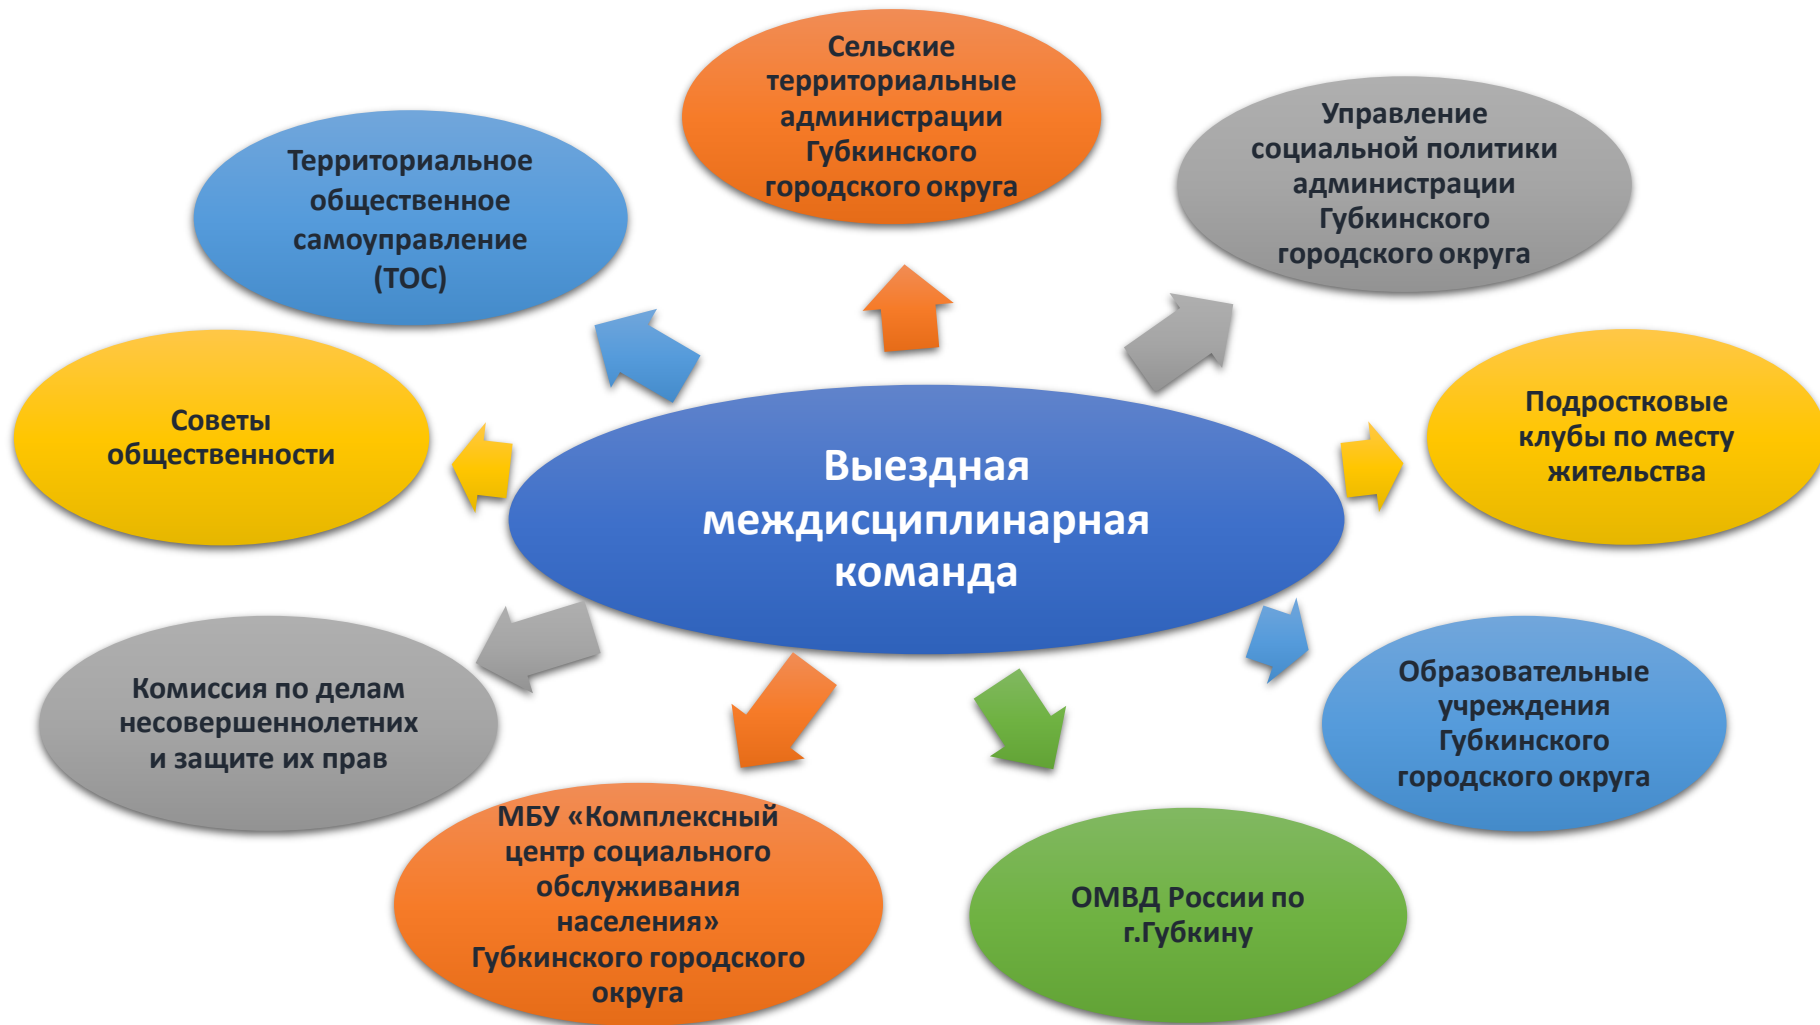 Сельские
территориальные
администрации
Губкинского
городского округа
Управление
социальной политики
администрации
Губкинского
городского округа
Территориальное
общественное
самоуправление
(ТОС)
Советы
общественности
Подростковые
клубы по месту
жительства
Выездная
междисциплинарная
команда
Комиссия по делам
несовершеннолетних
и защите их прав
Образовательные
учреждения
Губкинского
городского округа
МБУ «Комплексный
центр социального
обслуживания
населения»
Губкинского городского
округа
ОМВД России по
г.Губкину